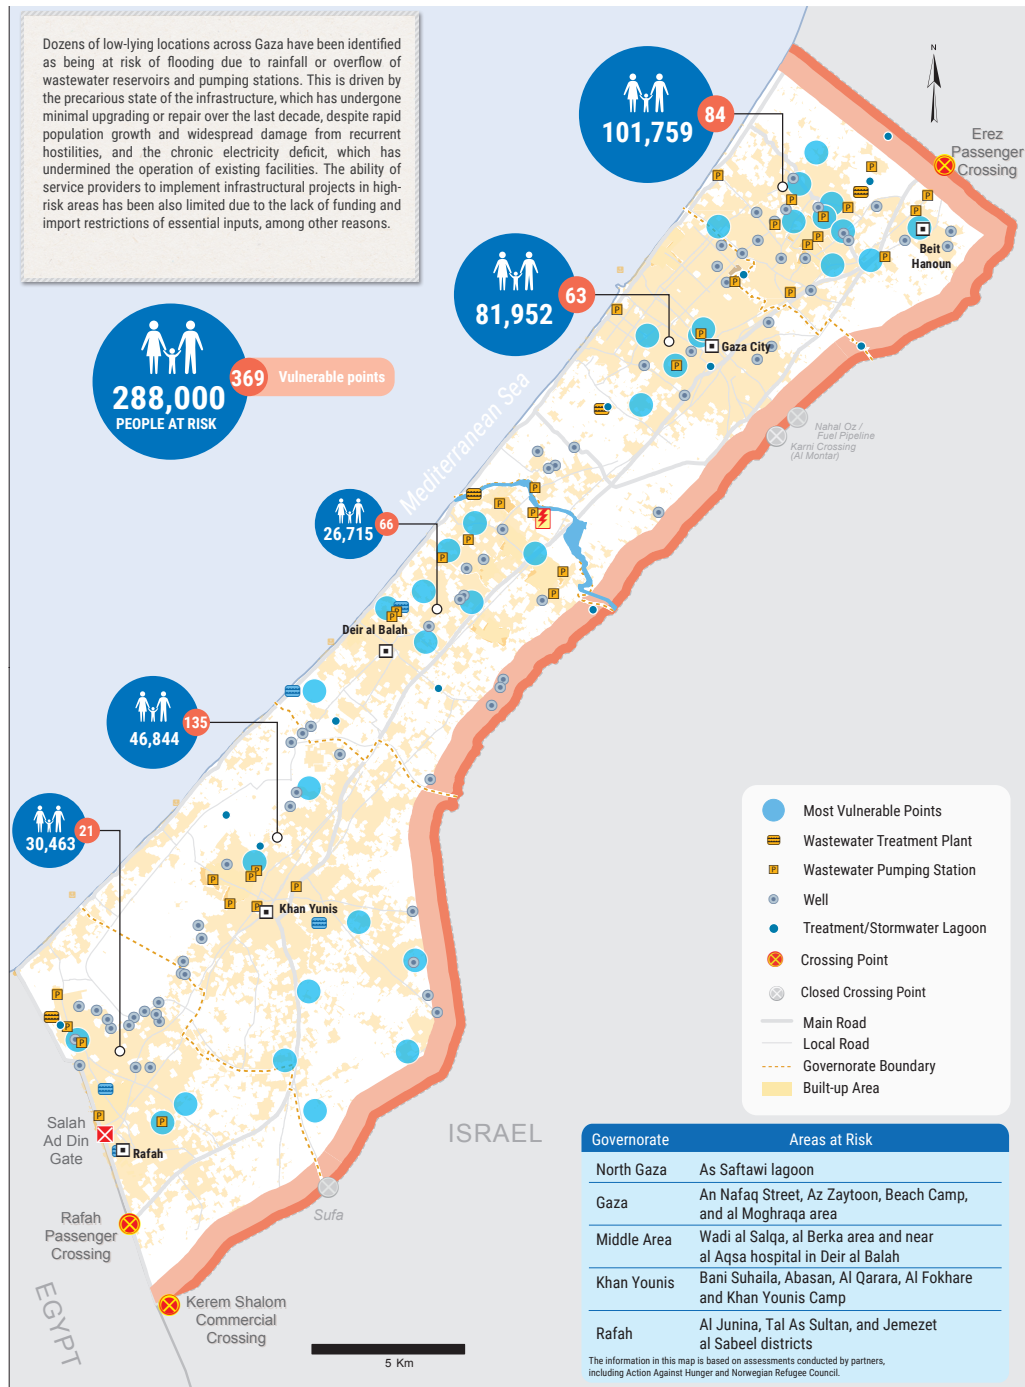 Dozens of low-lying locations across Gaza have been identified
as being at risk of flooding due to rainfall or overflow of
wastewater reservoirs and pumping stations. This is driven by
the precarious state of the infrastructure, which has undergone
minimal upgrading or repair over the last decade, despite rapid
population growth and widespread damage from recurrent
hostilities, and the chronic electricity deficit, which has
undermined the operation of existing facilities. The ability of
service providers to implement infrastructural projects in high-
risk areas has been also limited due to the lack of funding and
import restrictions of essential inputs, among other reasons.
N
101,759
84
Erez
Passenger
Crossing
Beit
Hanoun
81,952
63
Gaza City
288,000
PEOPLE AT RISK
369 Vulnerable points
Mediterranean Sea
Nahal Oz /
Fuel Pipeline
Karni Crossing
(Al Montar)
26,715
66
Deir al Balah
46,844
135
30,463
21
Khan Yunis
Most Vulnerable Points
Wastewater Treatment Plant
P Wastewater Pumping Station
Well
Treatment/Stormwater Lagoon
Crossing Point
Closed Crossing Point
Main Road
Local Road
Governorate Boundary
Built-up Area
Salah
Ad Din
Gate
Rafah
ISRAEL
Sufa
Rafah
Passenger
Crossing
Kerem Shalom
Commercial
Crossing
EGYPT
5 Km
Governorate Areas at Risk
North Gaza As Saftawi lagoon
Gaza An Nafaq Street, Az Zaytoon, Beach Camp,
and al Moghraqa area
Middle Area Wadi al Salqa, al Berka area and near
al Aqsa hospital in Deir al Balah
Khan Younis Bani Suhaila, Abasan, Al Qarara, Al Fokhare
and Khan Younis Camp
Rafah Al Junina, Tal As Sultan, and Jemezet
al Sabeel districts
The information in this map is based on assessments conducted by partners,
including Action Against Hunger and Norwegian Refugee Council.